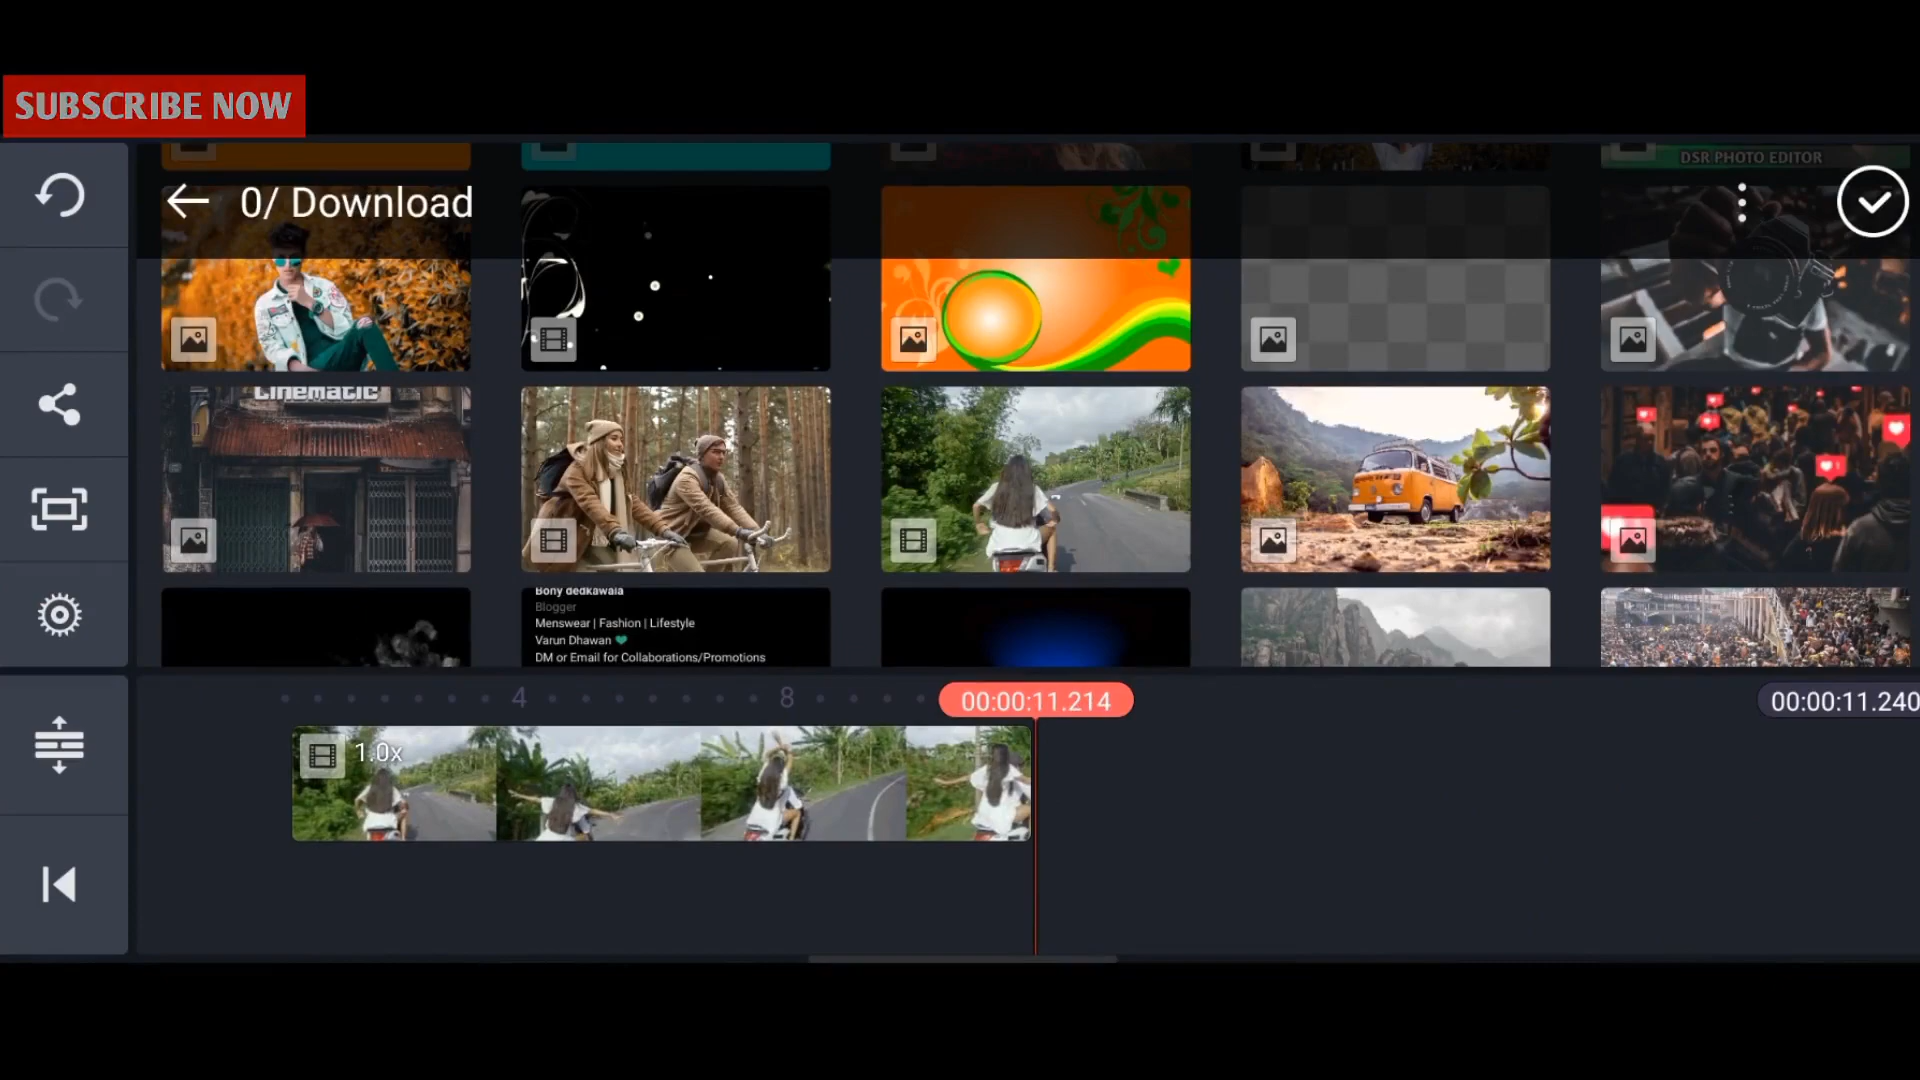 SUBSCRIBE NOW
DSR PHOTO EDITOR
0/ Download
Cinematic
Bony dedkawala
Blogger
Menswear | Fashion | Lifestyle
Varun Dhawan 💚
DM or Email for Collaborations/Promotions
4
8
00:00:11.214
00:00:11.240
1.0x